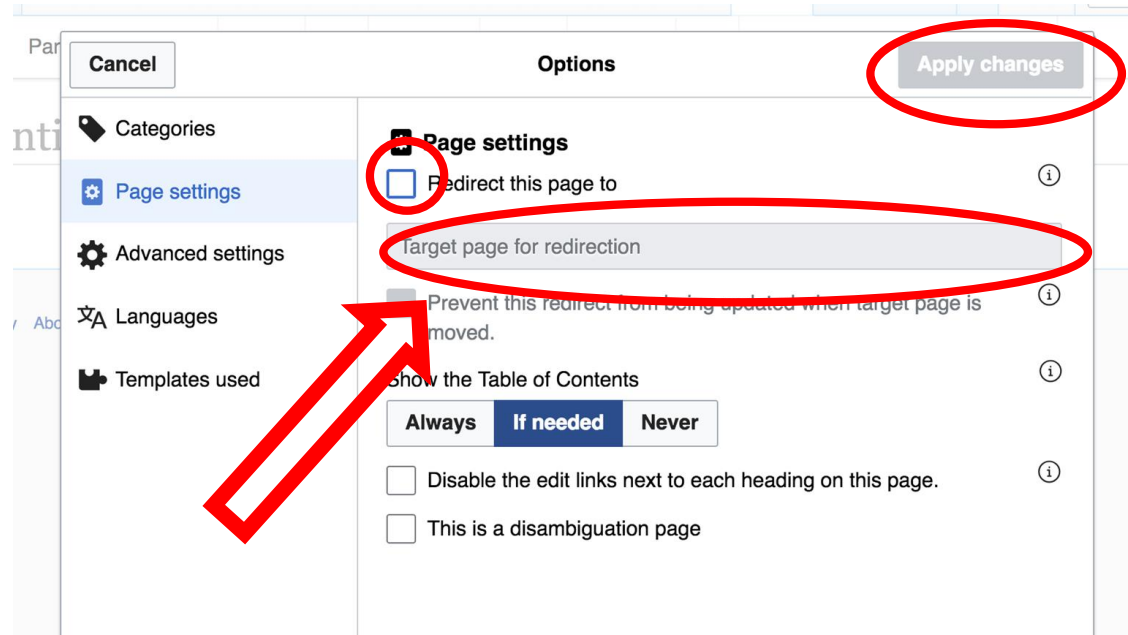 Par
Cancel
Options
Apply changes
nti
Categories
Page settings
Redirect this page to
Page settings
Target page for redirection
Advanced settings
Prevent this redirect from being updated when target page is
moved.
Abc
Languages
Show the Table of Contents
Templates used
Always If needed Never
Disable the edit links next to each heading on this page.
This is a disambiguation page